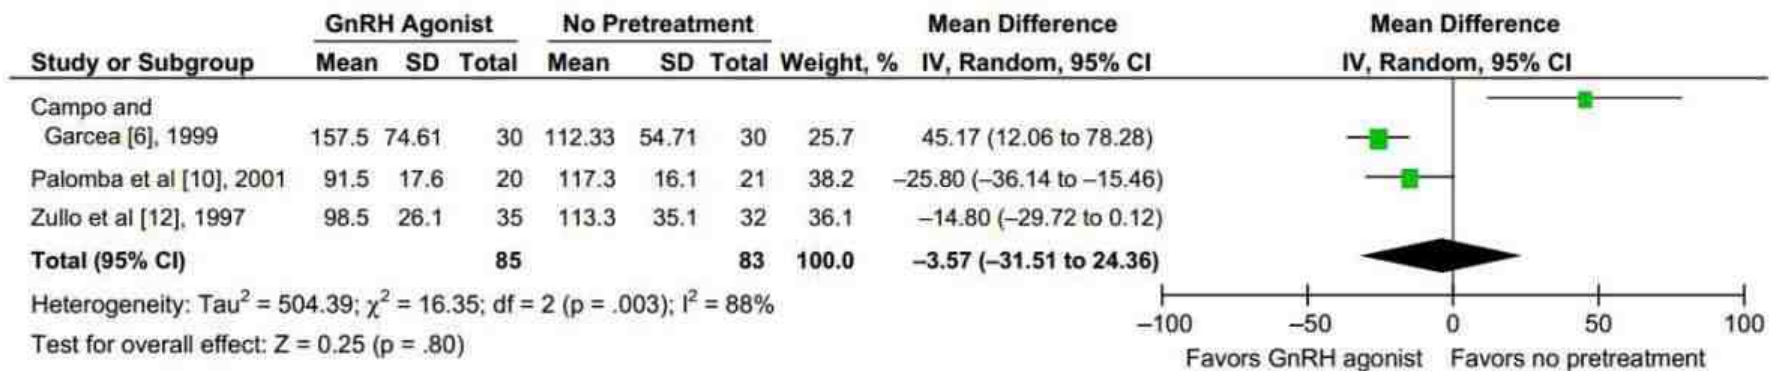 GnRH Agonist No Pretreatment Mean Difference Mean Difference
Study or Subgroup Mean SD Total Mean SD Total Weight, % IV, Random, 95% CI IV, Random, 95% CI
Campo and
Garcea [6], 1999 157.5 74.61 30 112.33 54.71 30 25.7 45.17 (12.06 to 78.28)
Palomba et al [10], 2001 91.5 17.6 20 117.3 16.1 21 38.2 −25.80 (−36.14 to −15.46)
Zullo et al [12], 1997 98.5 26.1 35 113.3 35.1 32 36.1 −14.80 (−29.72 to 0.12)
Total (95% CI) 85 83 100.0 −3.57 (−31.51 to 24.36)
Heterogeneity: Tau² = 504.39; χ² = 16.35; df = 2 (p = .003); I² = 88%
Test for overall effect: Z = 0.25 (p = .80)
−100 −50 0 50 100
Favors GnRH agonist Favors no pretreatment